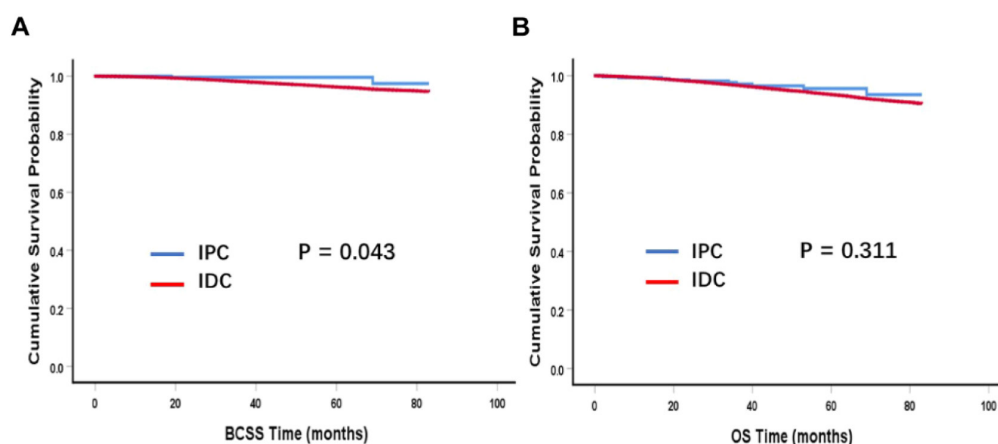 A
Cumulative Survival Probability
1.0
0.8
0.6
0.4
0.2
0.0
IPC
IDC
P = 0.043
0 20 40 60 80 100
BCSS Time (months)
B
Cumulative Survival Probability
1.0
0.8
0.6
0.4
0.2
0.0
IPC
IDC
P = 0.311
0 20 40 60 80 100
OS Time (months)